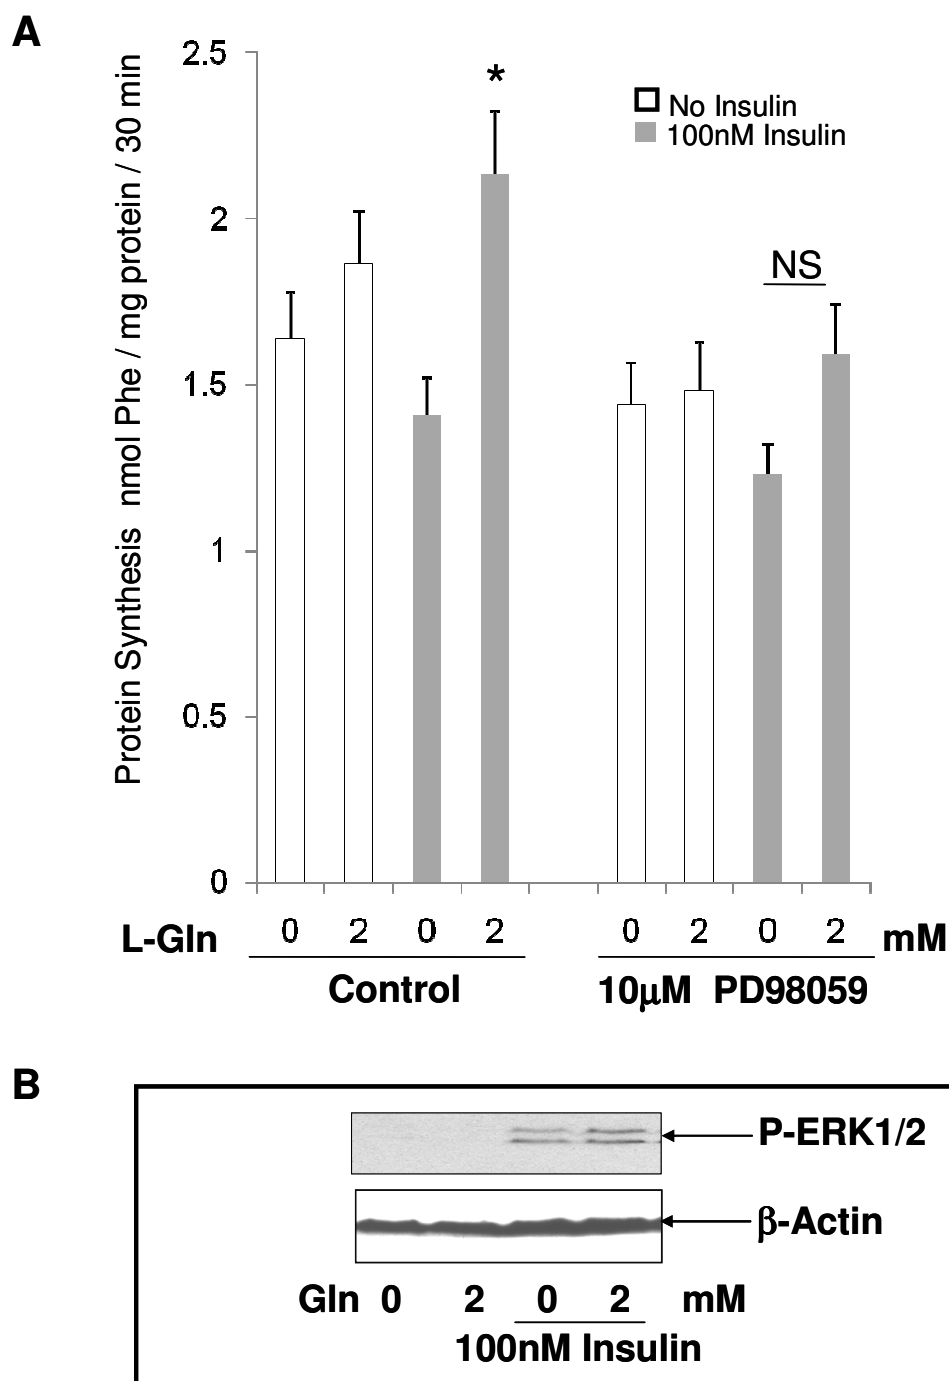 A
Protein Synthesis nmol Phe / mg protein / 30 min
2.5
2
1.5
1
0.5
0
*
No Insulin
100nM Insulin
NS
L-Gln 0 2 0 2 0 2 0 2 mM
Control 10μM PD98059
B
P-ERK1/2
β-Actin
Gln 0 2 0 2 mM
100nM Insulin